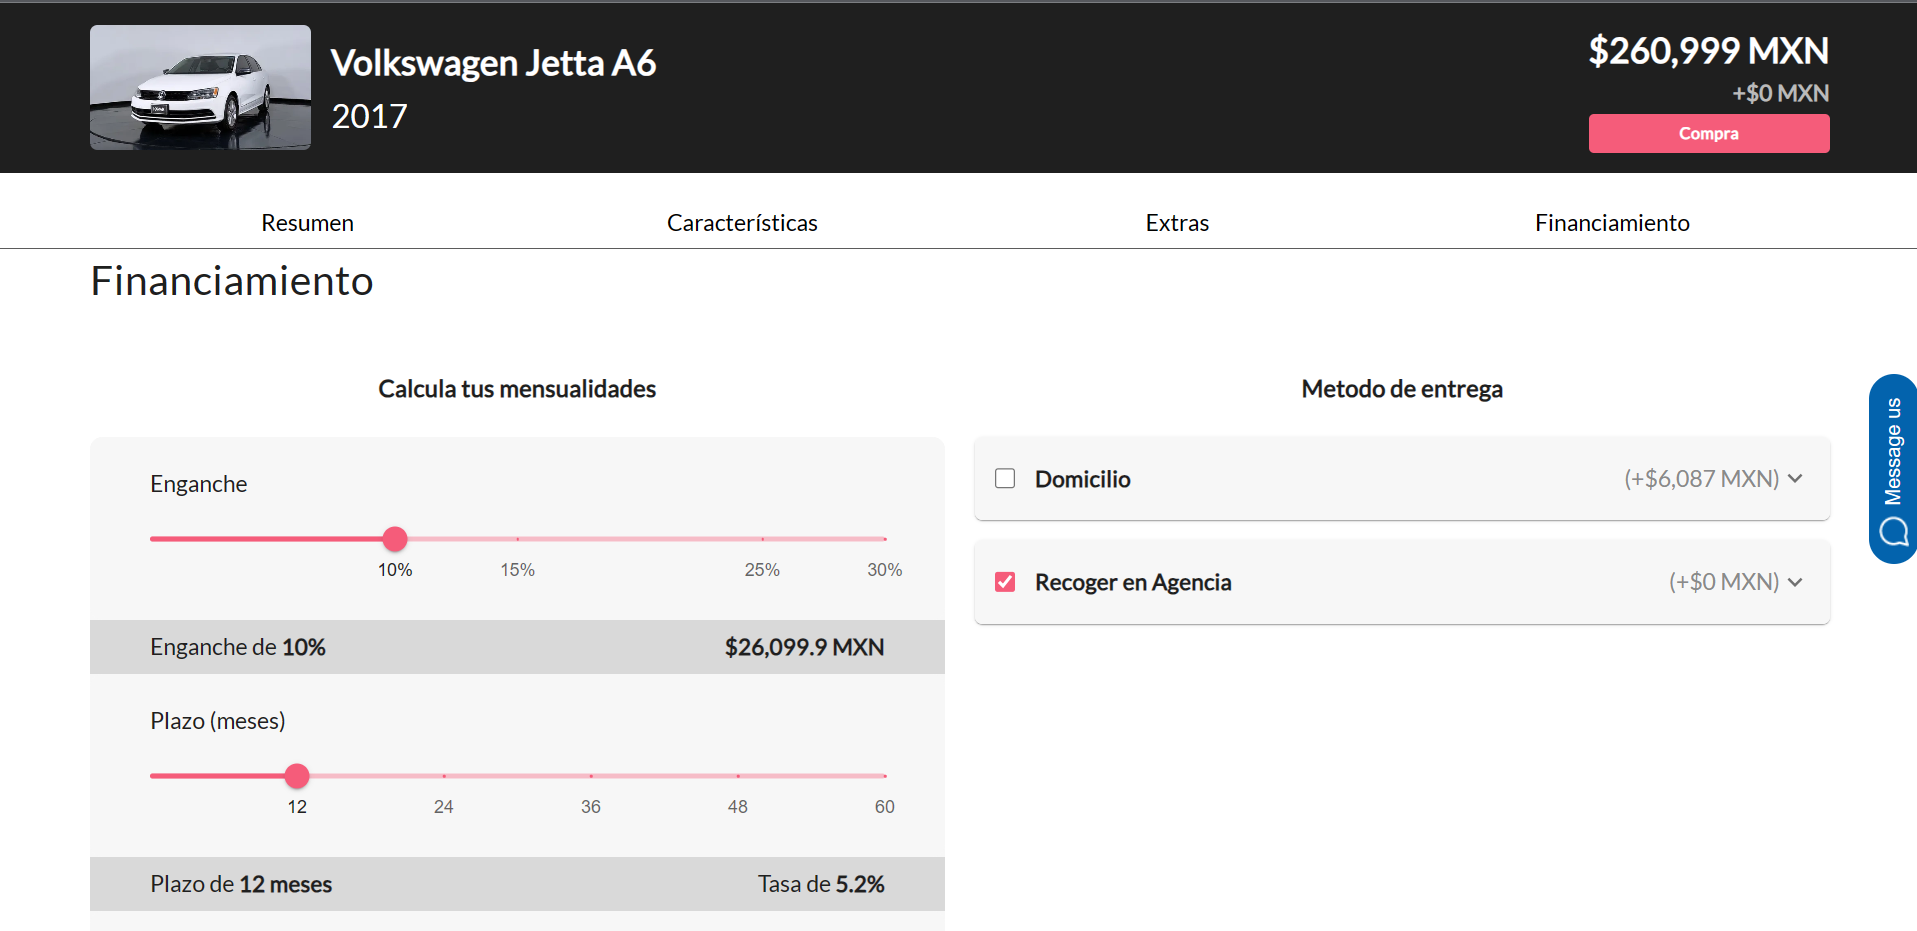 Volkswagen Jetta A6
2017
$260,999 MXN
+$0 MXN
Compra
Resumen
Características
Extras
Financiamiento
Financiamiento
Calcula tus mensualidades
Enganche
10%
15%
25%
30%
Enganche de 10%
$26,099.9 MXN
Plazo (meses)
12
24
36
48
60
Plazo de 12 meses
Tasa de 5.2%
Metodo de entrega
Domicilio
(+$6,087 MXN)
Recoger en Agencia
(+$0 MXN)
Message us